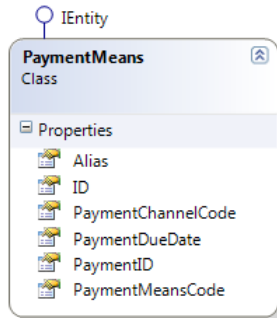 IEntity
PaymentMeans
Class
Properties
Alias
ID
PaymentChannelCode
PaymentDueDate
PaymentID
PaymentMeansCode